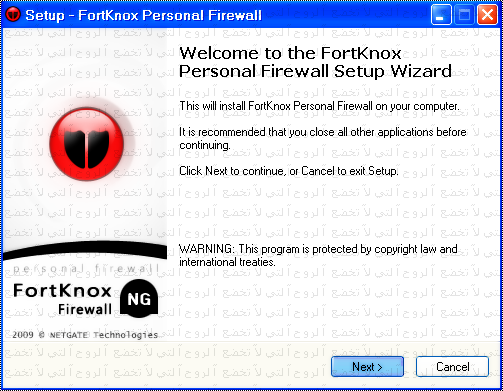 Setup - FortKnox Personal Firewall
Welcome to the FortKnox
Personal Firewall Setup Wizard
This will install FortKnox Personal Firewall on your computer.
It is recommended that you close all other applications before
continuing.
Click Next to continue, or Cancel to exit Setup.
WARNING: This program is protected by copyright law and
international treaties.
personal firewall
FortKnox
Firewall
NG
2009 © NETGATE Technologies
Next >
Cancel